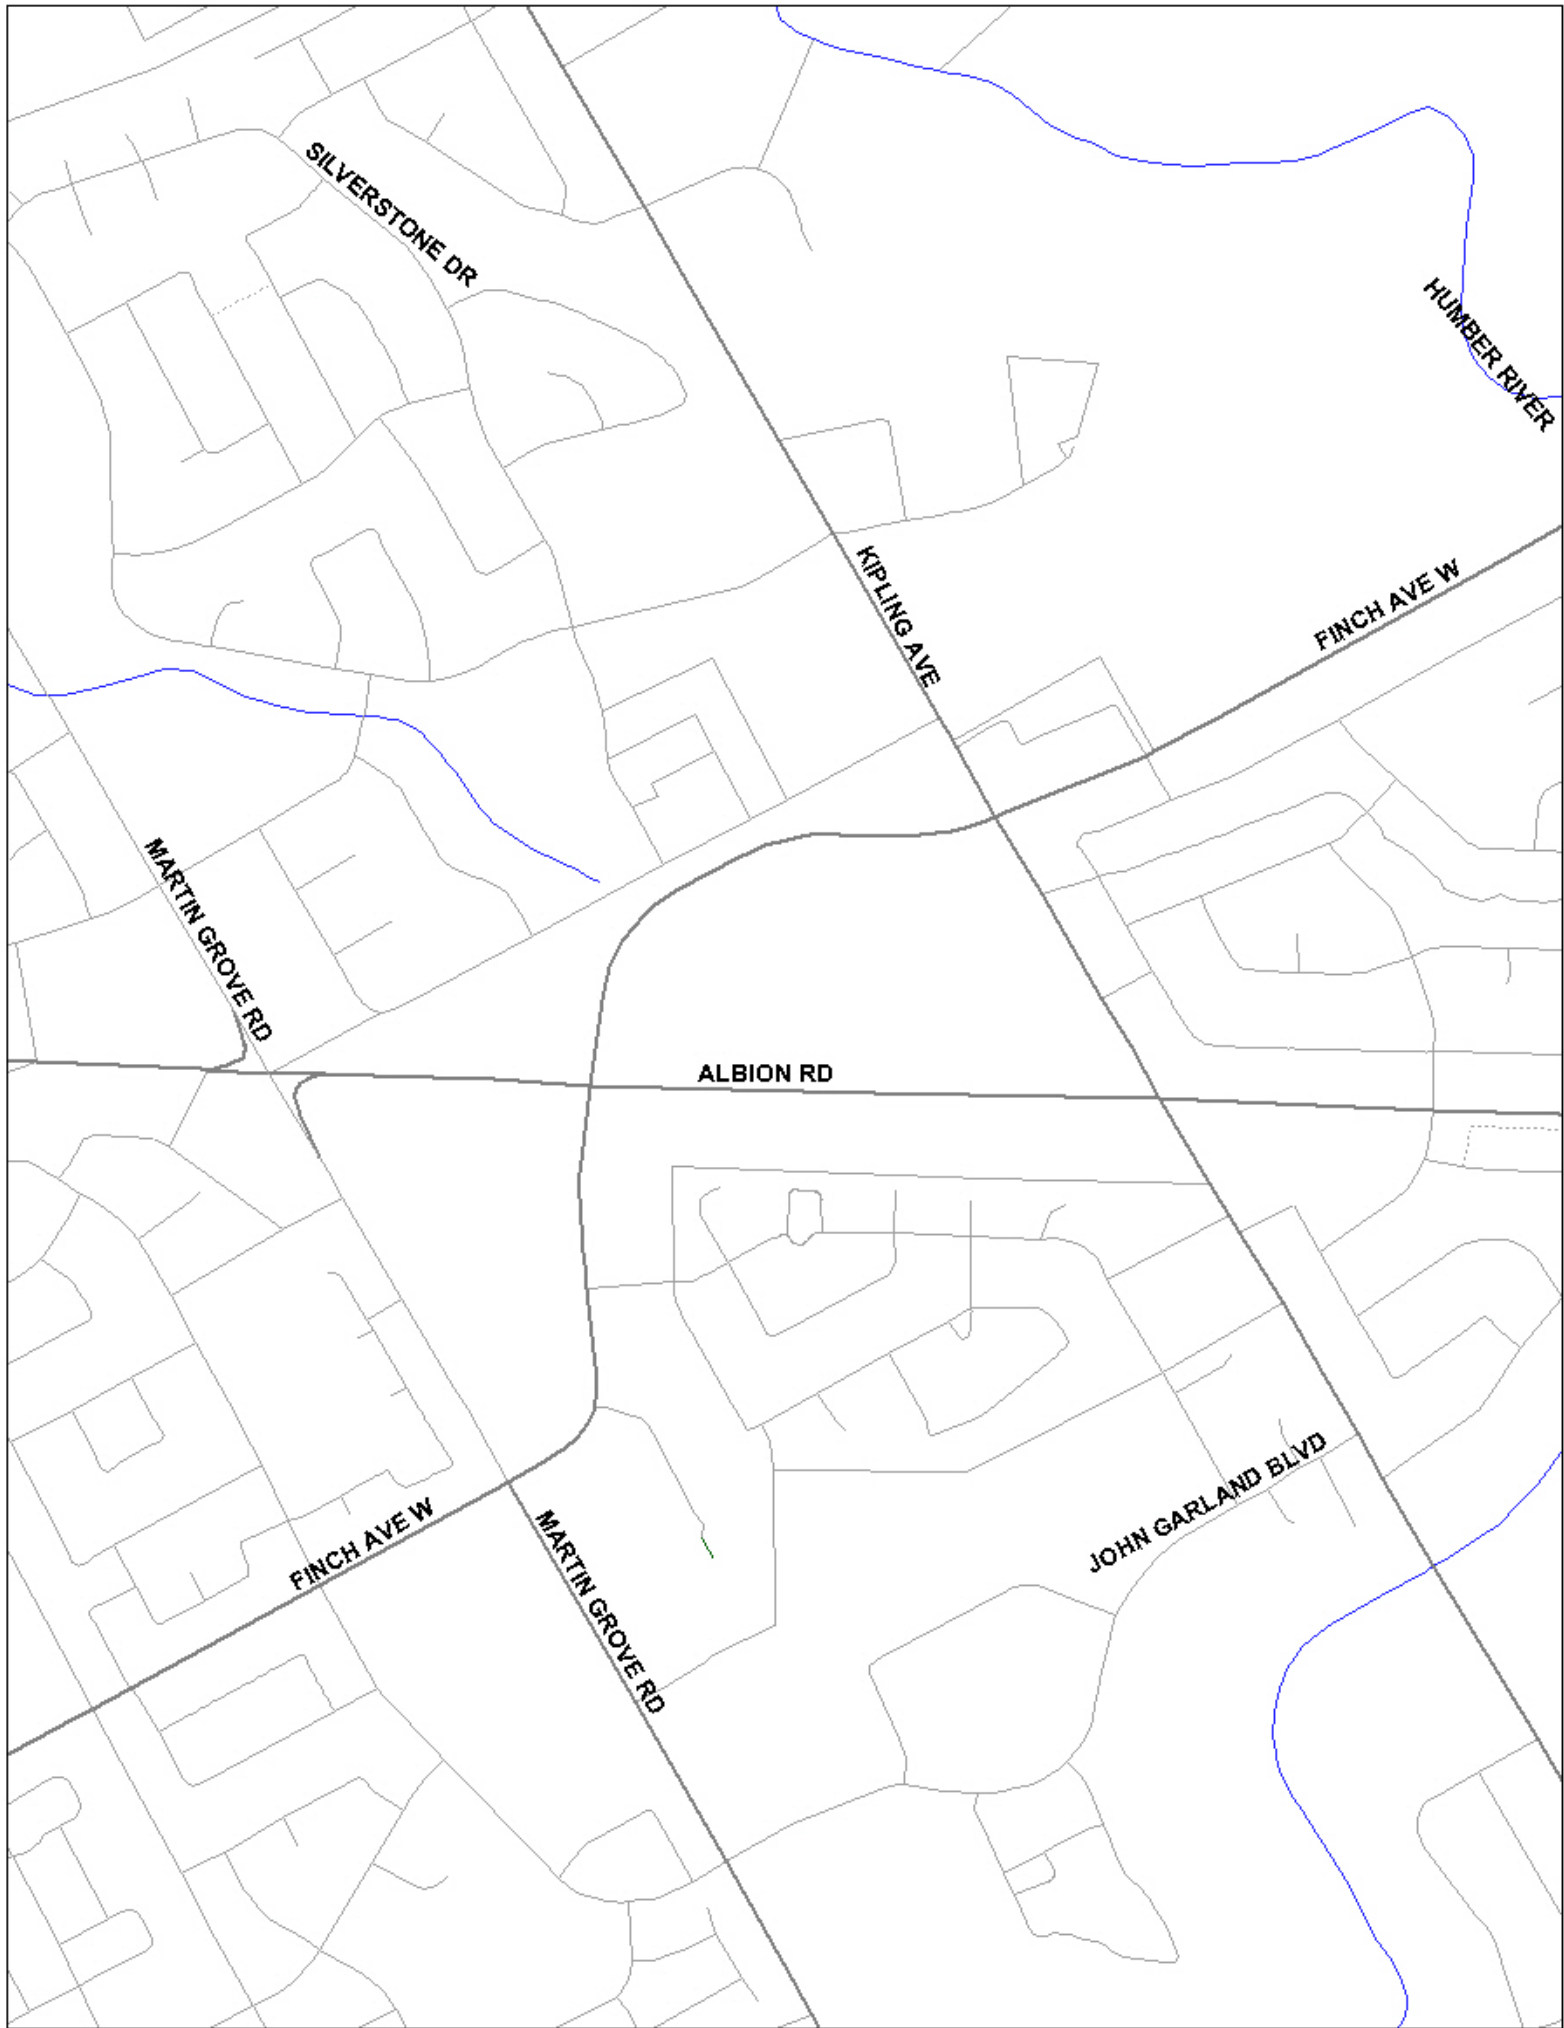 SILVERSTONE DR
HUMBER RIVER
KIPLING AVE
FINCH AVE W
MARTIN GROVE RD
ALBION RD
JOHN GARLAND BLVD
FINCH AVE W
MARTIN GROVE RD